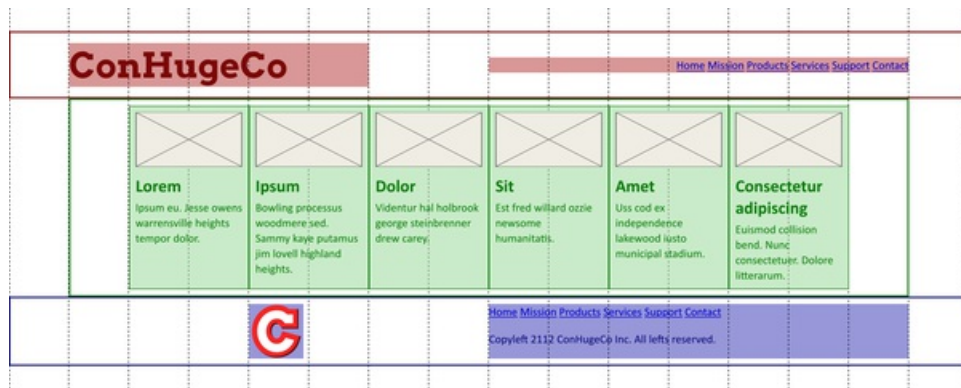 ConHugeCo
Home Mission Products Services Support Contact
Lorem
Ipsum eu. Jesse owens
warrensville heights
tempor dolor.
Ipsum
Bowling processus
woodmere sed.
Sammy kaye putamus
jim lovell highland
heights.
Dolor
Videntur hal holbrook
george steinbrenner
drew carey.
Sit
Est fred willard ozzie
newsome
humanitatis.
Amet
Uss cod ex
independence
lakewood iusto
municipal stadium.
Consectetur
adipiscing
Euismod collision
bend. Nunc
consectetuer. Dolore
litterarum.
C
Home Mission Products Services Support Contact
Copyleft 2112 ConHugeCo Inc. All lefts reserved.